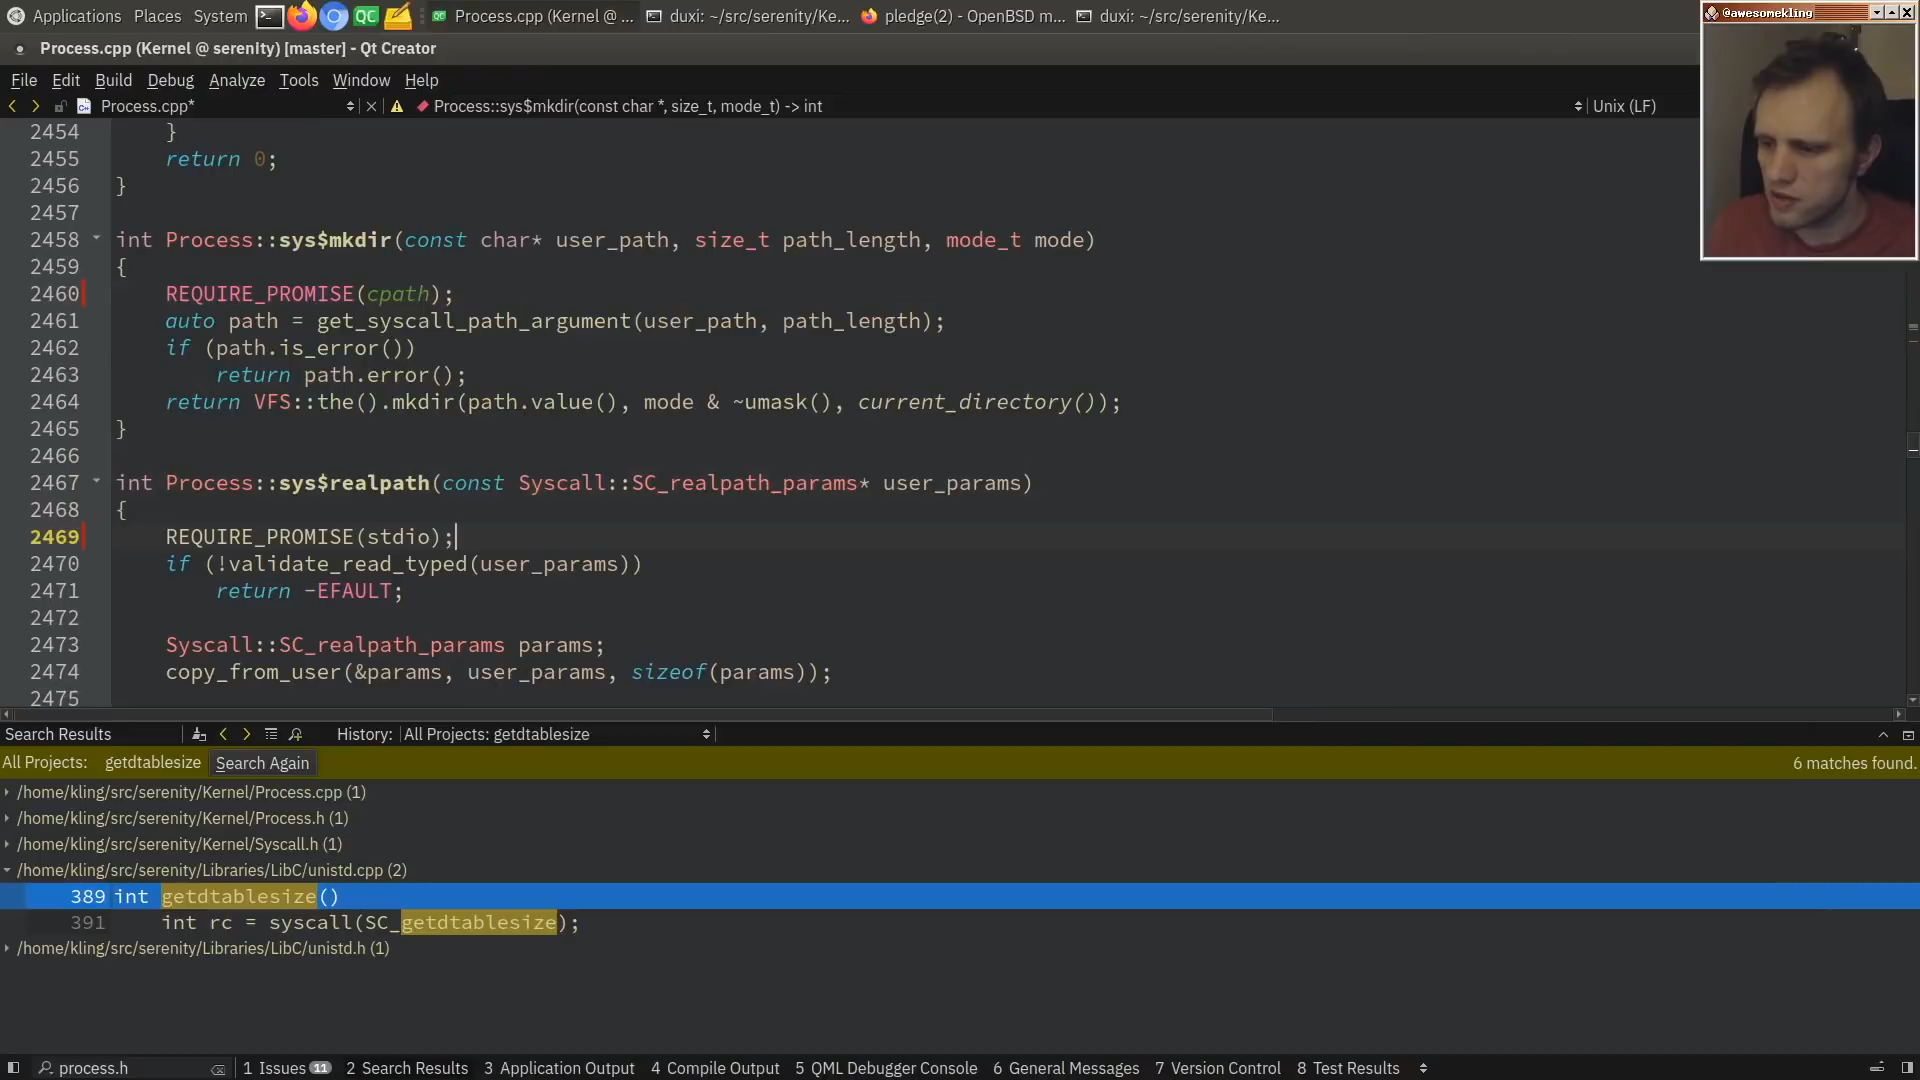 Applications Places System QC QC Process.cpp (Kernel @ ... duxi: ~/src/serenity/Ke... pledge(2) - OpenBSD m... duxi: ~/src/serenity/Ke...
@awesomekling
Process.cpp (Kernel @ serenity) [master] - Qt Creator
File Edit Build Debug Analyze Tools Window Help
Process.cpp* Process::sys$mkdir(const char *, size_t, mode_t) -> int Unix (LF)
2454 }
2455 return 0;
2456 }
2457
2458 int Process::sys$mkdir(const char* user_path, size_t path_length, mode_t mode)
2459 {
2460 REQUIRE_PROMISE(cpath);
2461 auto path = get_syscall_path_argument(user_path, path_length);
2462 if (path.is_error())
2463 return path.error();
2464 return VFS::the().mkdir(path.value(), mode & ~umask(), current_directory());
2465 }
2466
2467 int Process::sys$realpath(const Syscall::SC_realpath_params* user_params)
2468 {
2469 REQUIRE_PROMISE(stdio);
2470 if (!validate_read_typed(user_params))
2471 return -EFAULT;
2472
2473 Syscall::SC_realpath_params params;
2474 copy_from_user(&params, user_params, sizeof(params));
2475
Search Results History: All Projects: getdtablesize
All Projects: getdtablesize Search Again 6 matches found.
/home/kling/src/serenity/Kernel/Process.cpp (1)
/home/kling/src/serenity/Kernel/Process.h (1)
/home/kling/src/serenity/Kernel/Syscall.h (1)
/home/kling/src/serenity/Libraries/LibC/unistd.cpp (2)
389 int getdtablesize()
391 int rc = syscall(SC_getdtablesize);
/home/kling/src/serenity/Libraries/LibC/unistd.h (1)
process.h 1 Issues 11 2 Search Results 3 Application Output 4 Compile Output 5 QML Debugger Console 6 General Messages 7 Version Control 8 Test Results